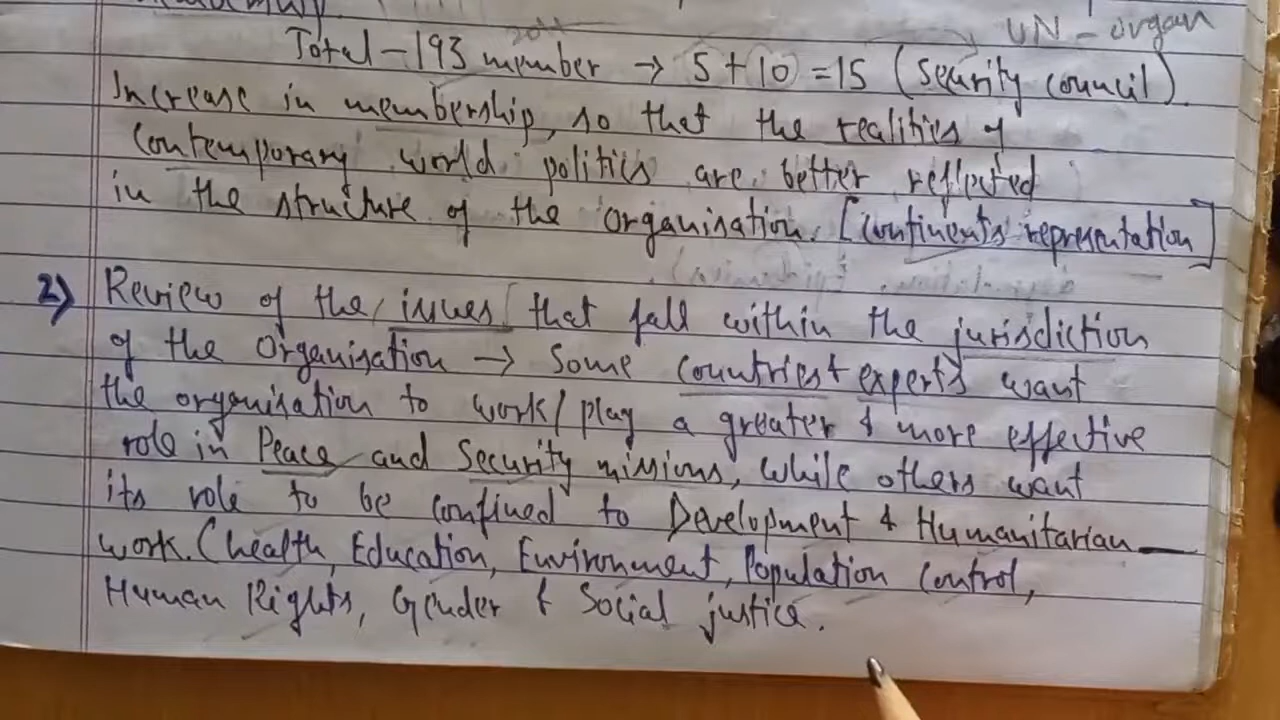 UN - organ
2011
Total - 193 member → 5 + 10 = 15 (Security Council).
Increase in membership, so that the realities of
Contemporary world politics are better reflected
in the structure of the organisation. [Continents representation]
2) Review of the issues that fall within the jurisdiction
of the Organisation → Some countries & experts want
the organisation to work/play a greater & more effective
role in Peace and Security missions, while others want
its role to be confined to Development & Humanitarian
work. (health, Education, Environment, Population control,
Human Rights, Gender & Social justice.